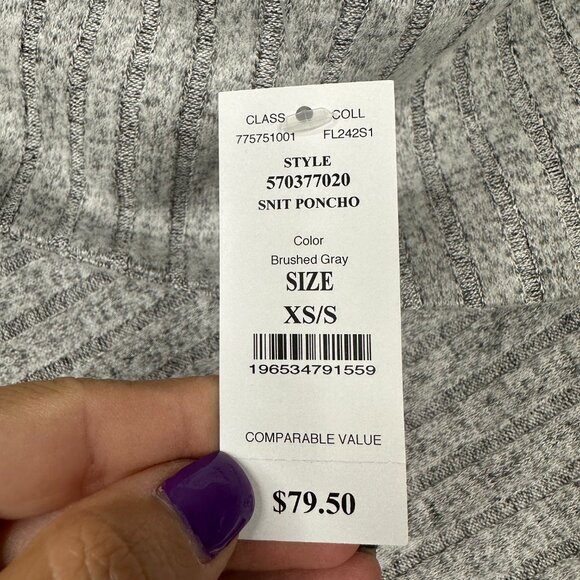 CLASS COLL
775751001 FL242S1
STYLE
570377020
SNIT PONCHO
Color
Brushed Gray
SIZE
XS/S
196534791559
COMPARABLE VALUE
$79.50